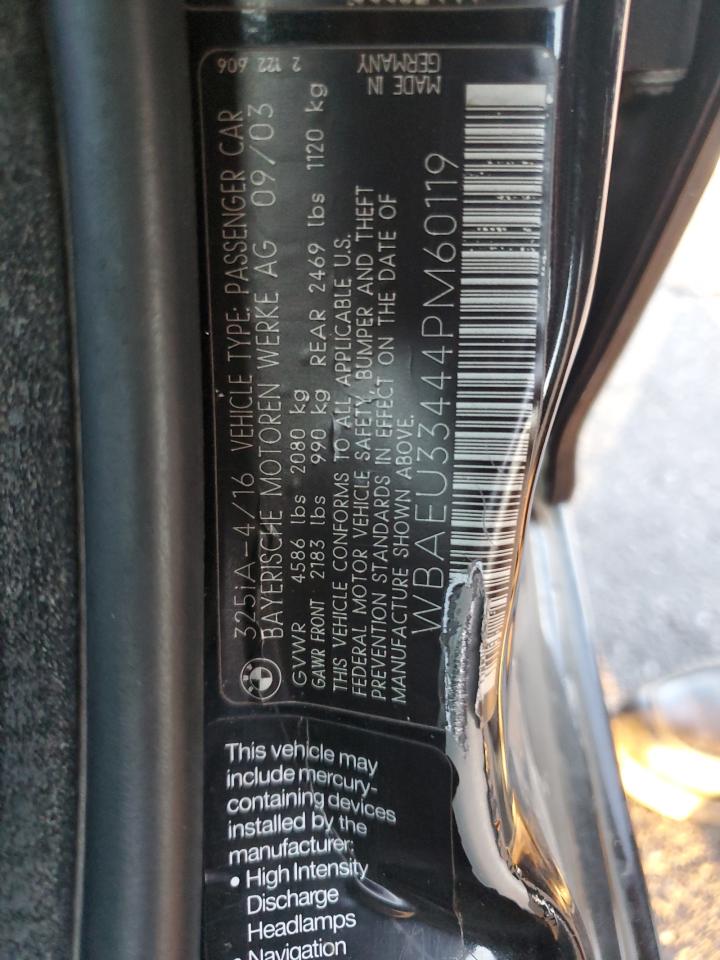 325iA-4/16 VEHICLE TYPE: PASSENGER CAR
BAYERISCHE MOTOREN WERKE AG 09/03
GVWR 4586 lbs 2080 kg
GAWR FRONT 2183 lbs 990 kg REAR 2469 lbs 1120 kg
THIS VEHICLE CONFORMS TO ALL APPLICABLE U.S.
FEDERAL MOTOR VEHICLE SAFETY, BUMPER AND THEFT
PREVENTION STANDARDS IN EFFECT ON THE DATE OF
MANUFACTURE SHOWN ABOVE.
WBAEU33444PM60119
2 122 606
MADE IN
GERMANY
This vehicle may
include mercury-
containing devices
installed by the
manufacturer:
• High Intensity
Discharge
Headlamps
• Navigation